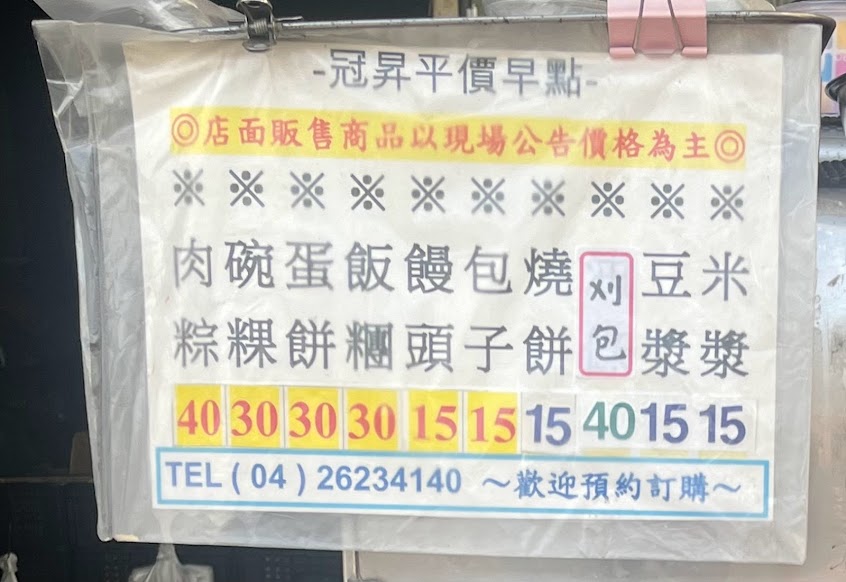 -冠昇平價早點-
◎店面販售商品以現場公告價格為主◎
※ ※ ※ ※ ※ ※ ※ ※ ※ ※
肉粽 碗粿 蛋餅 飯糰 饅頭 包子 燒餅 刈包 豆漿 米漿
40 30 30 30 15 15 15 40 15 15
TEL ( 04 ) 26234140 ～歡迎預約訂購～